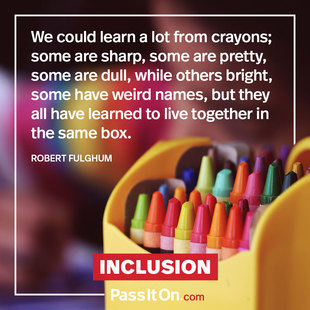 We could learn a lot from crayons;
some are sharp, some are pretty,
some are dull, while others bright,
some have weird names, but they
all have learned to live together in
the same box.
ROBERT FULGHUM
INCLUSION
PassItOn.com